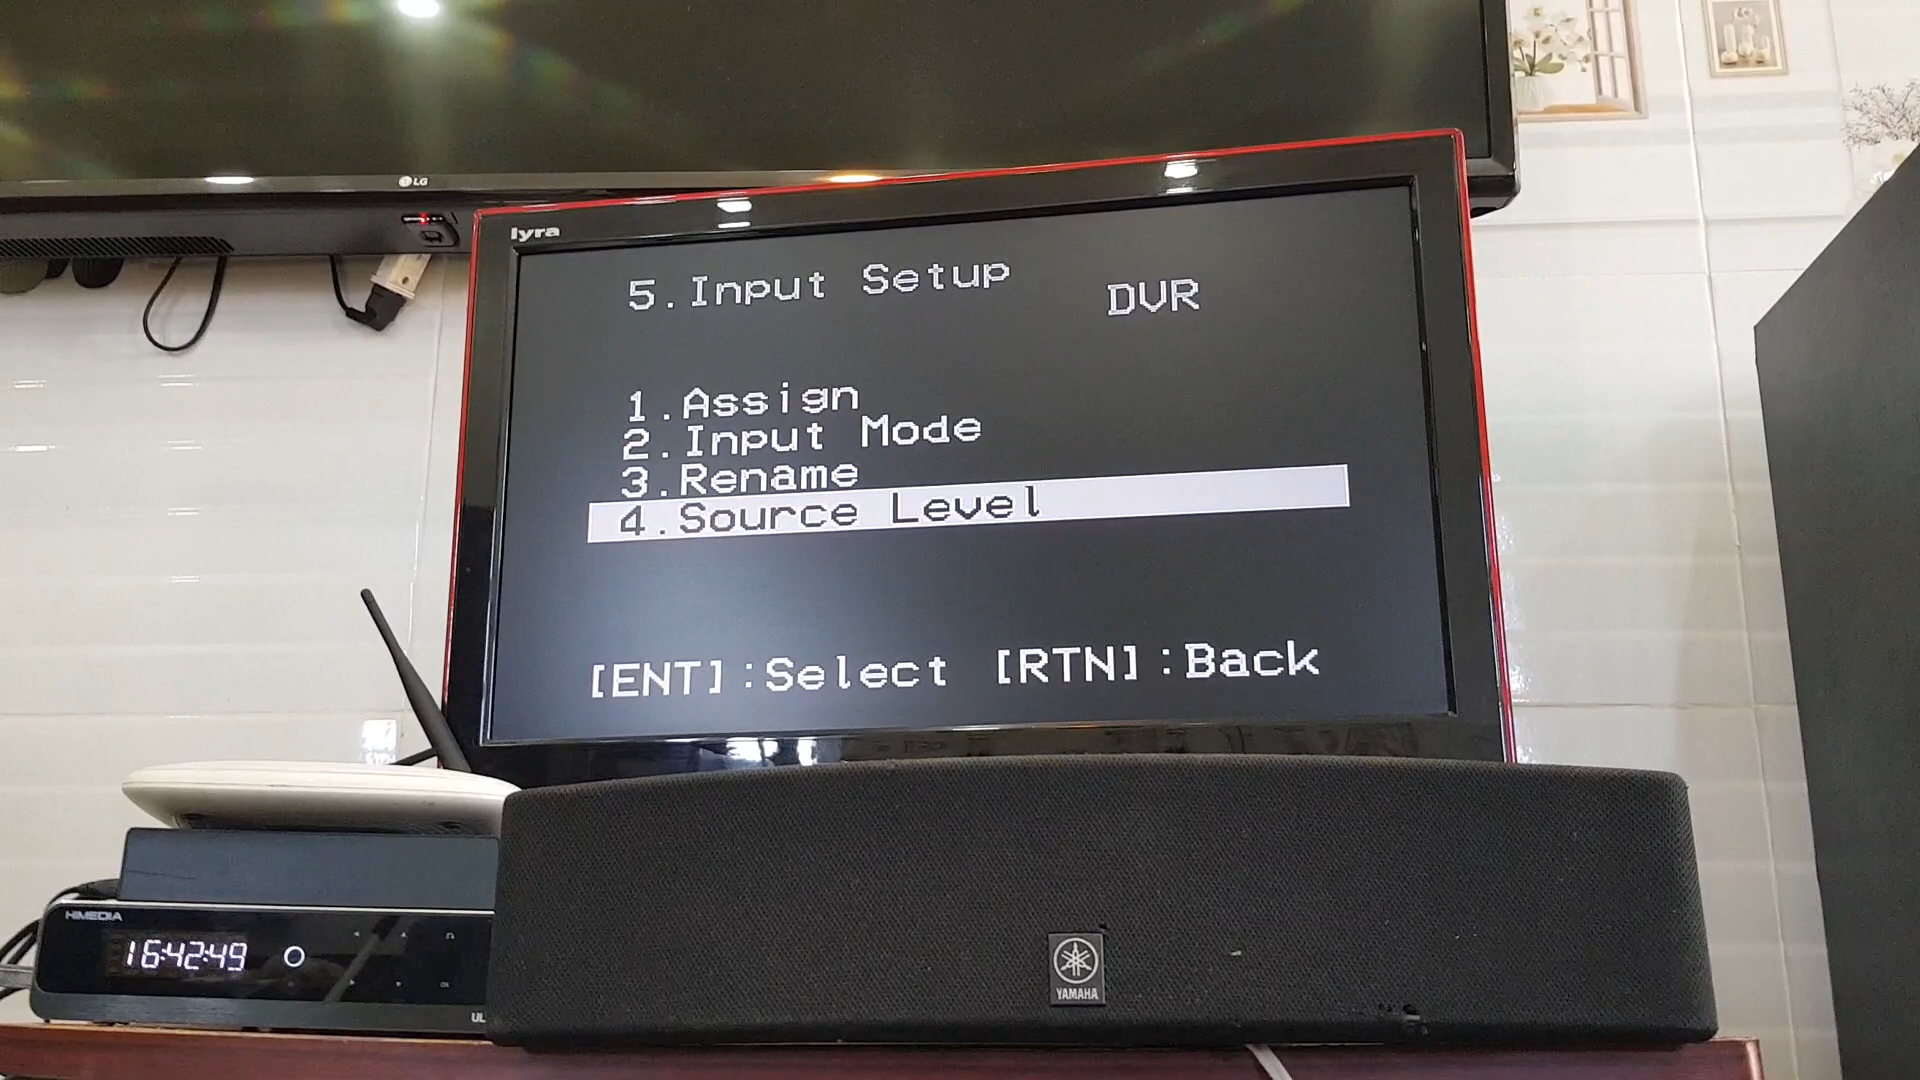 LG
lyra
5.Input Setup
DVR
1.Assign
2.Input Mode
3.Rename
4.Source Level
[ENT]:Select [RTN]:Back
HIMEDIA
16:42:49
UL
YAMAHA